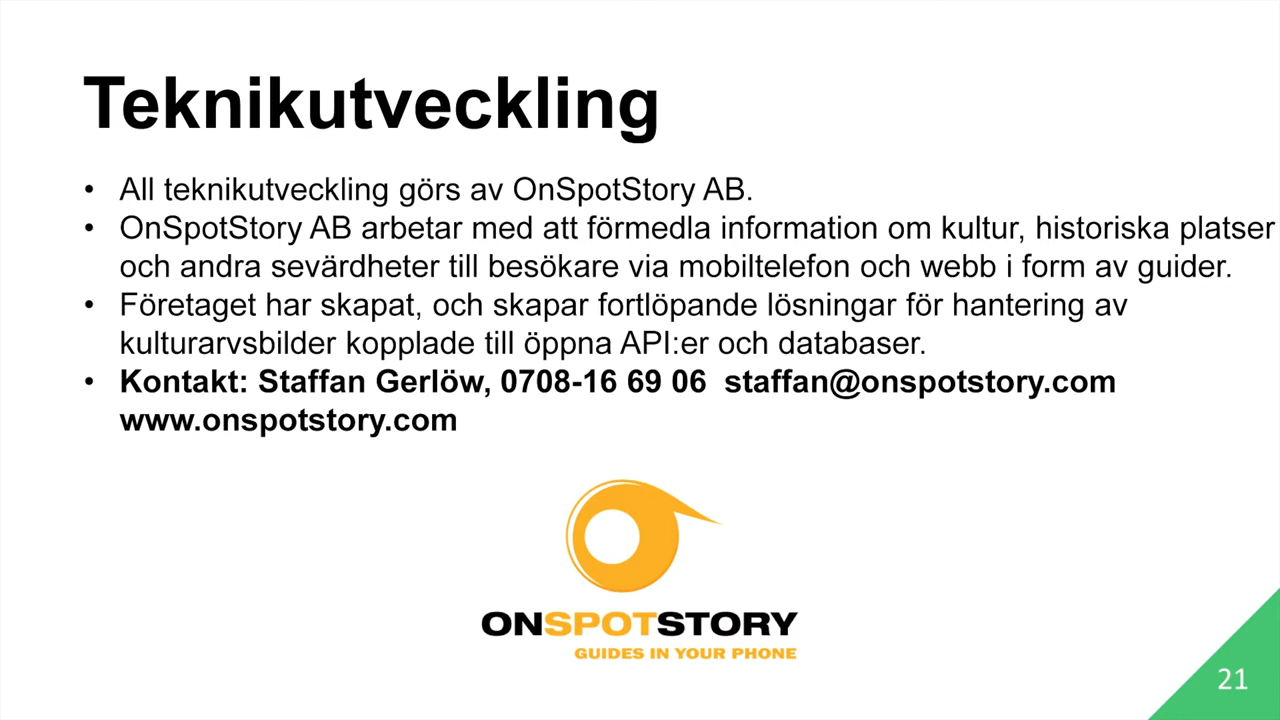 Teknikutveckling
• All teknikutveckling görs av OnSpotStory AB.
• OnSpotStory AB arbetar med att förmedla information om kultur, historiska platser
och andra sevärdheter till besökare via mobiltelefon och webb i form av guider.
• Företaget har skapat, och skapar fortlöpande lösningar för hantering av
kulturarvsbilder kopplade till öppna API:er och databaser.
• Kontakt: Staffan Gerlöw, 0708-16 69 06 staffan@onspotstory.com
www.onspotstory.com
ONSPOTSTORY
GUIDES IN YOUR PHONE
21